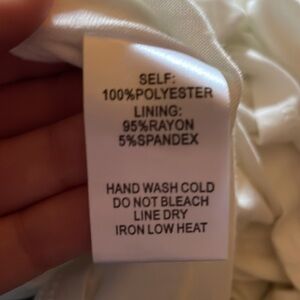 SELF:
100%POLYESTER
LINING:
95%RAYON
5%SPANDEX
HAND WASH COLD
DO NOT BLEACH
LINE DRY
IRON LOW HEAT